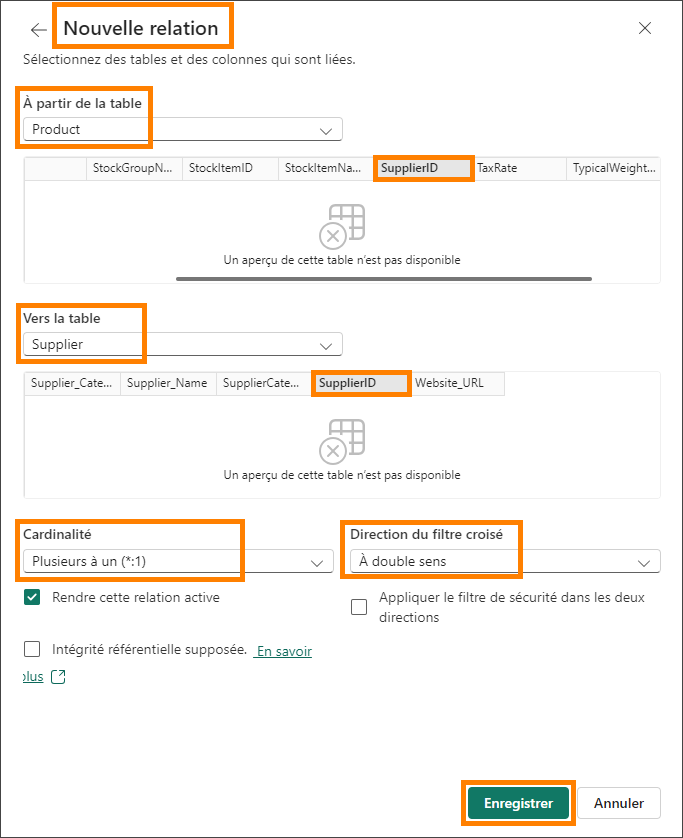 Nouvelle relation
Sélectionnez des tables et des colonnes qui sont liées.
À partir de la table
Product
StockGroupN... StockItemID StockItemNa... SupplierID TaxRate TypicalWeight...
Un aperçu de cette table n'est pas disponible
Vers la table
Supplier
Supplier_Cate... Supplier_Name SupplierCate... SupplierID Website_URL
Un aperçu de cette table n'est pas disponible
Cardinalité Direction du filtre croisé
Plusieurs à un (*:1) À double sens
Rendre cette relation active
Appliquer le filtre de sécurité dans les deux
directions
Intégrité référentielle supposée. En savoir
plus
Enregistrer Annuler